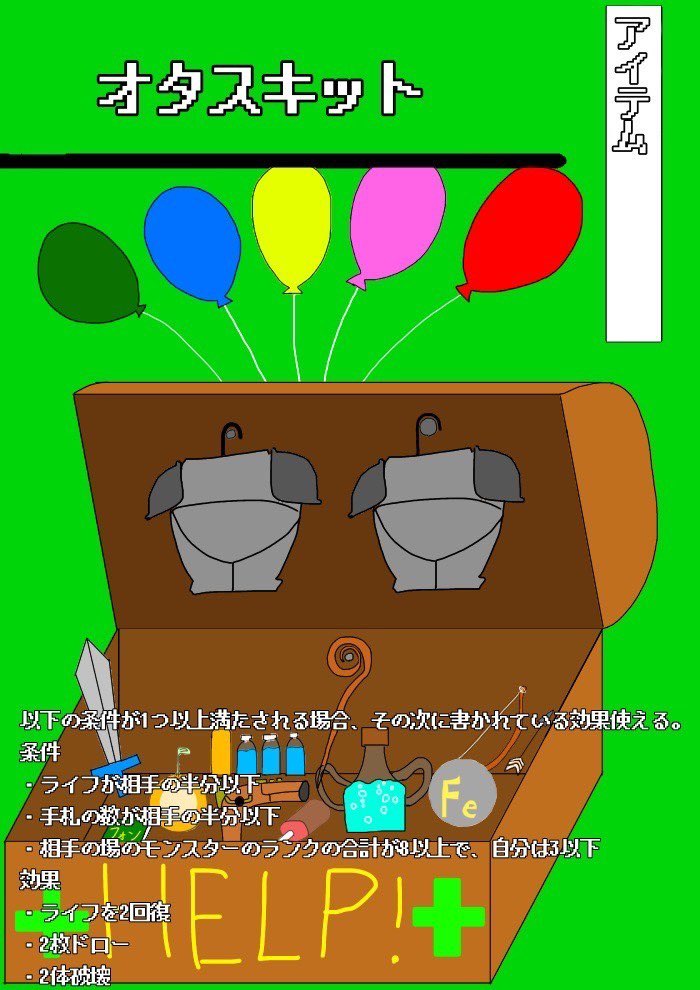 アイテム
オタスキット
以下の条件が1つ以上満たされる場合、その次に書かれている効果使える。
条件
・ライフが相手の半分以下
・手札の数が相手の半分以下
・相手の場のモンスターのランクの合計が8以上で、自分は3以下
効果
・ライフを2回復
・2枚ドロー
・2体破壊
フォン
Fe
HELP!